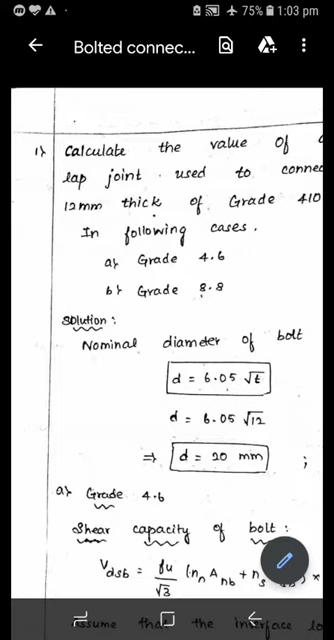 75% 1:03 pm
Bolted connec...
1) Calculate the value of
lap joint used to connec
12mm thick of Grade 410
In following cases.
a) Grade 4.6
b) Grade 8.8
Solution :
Nominal diameter of bolt
d = 6.05 √t
d = 6.05 √12
⇒ d = 20 mm ;
a) Grade 4.6
Shear capacity of bolt :
Vdsb = fu/√3 (nn Anb + ns
Assume that the interface